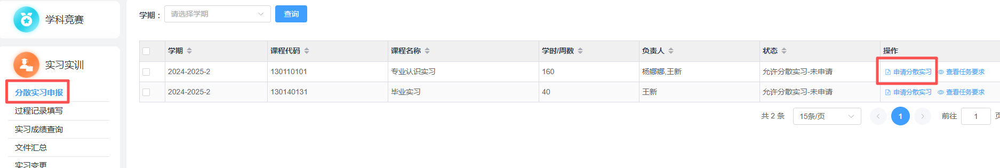 学科竞赛
实习实训
分散实习申报
过程记录填写
实习成绩查询
文件汇总
实习变更
学期： 请选择学期 查询
学期 课程代码 课程名称 学时/周数 负责人 状态 操作
2024-2025-2 130110101 专业认识实习 160 杨娜娜,王新 允许分散实习-未申请 申请分散实习 查看任务要求
2024-2025-2 130140131 毕业实习 40 王新 允许分散实习-未申请 申请分散实习 查看任务要求
共 2 条 15条/页 1 前往 1 页